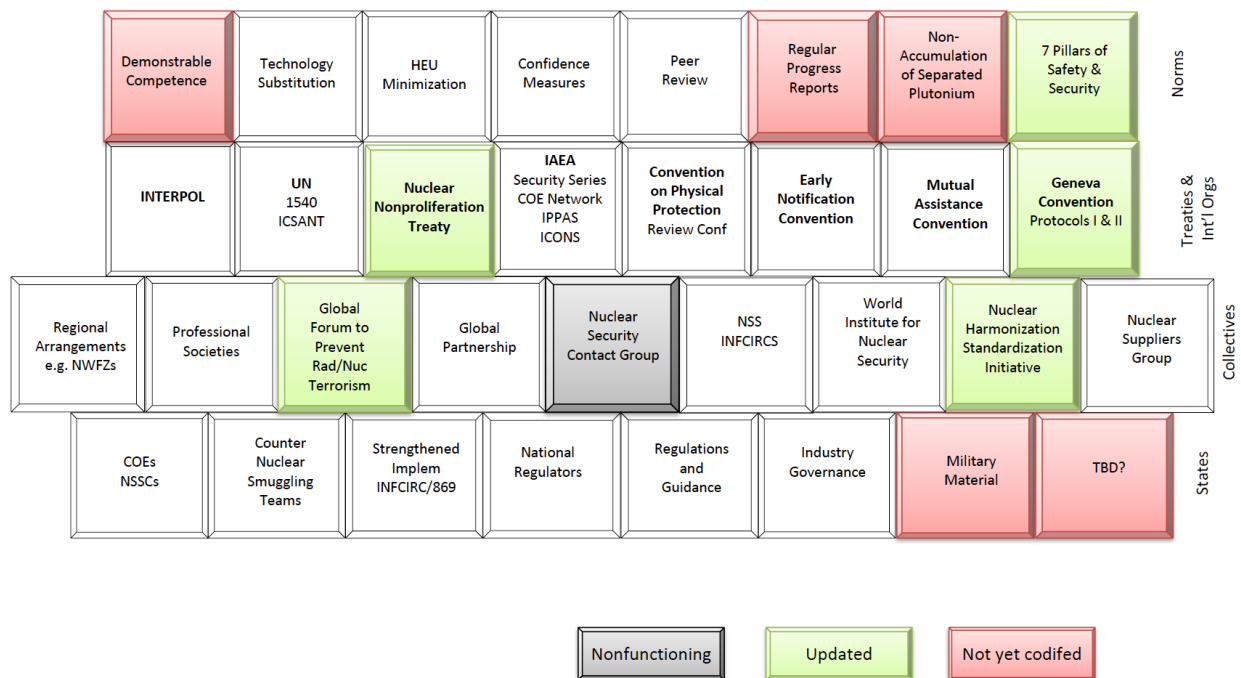 Demonstrable
Competence
Technology
Substitution
HEU
Minimization
Confidence
Measures
Peer
Review
Regular
Progress
Reports
Non-
Accumulation
of Separated
Plutonium
7 Pillars of
Safety &
Security
Norms
INTERPOL
UN
1540
ICSANT
Nuclear
Nonproliferation
Treaty
IAEA
Security Series
COE Network
IPPAS
ICONS
Convention
on Physical
Protection
Review Conf
Early
Notification
Convention
Mutual
Assistance
Convention
Geneva
Convention
Protocols I & II
Treaties &
Int'l Orgs
Regional
Arrangements
e.g. NWFZs
Professional
Societies
Global
Forum to
Prevent
Rad/Nuc
Terrorism
Global
Partnership
Nuclear
Security
Contact Group
NSS
INFCIRCS
World
Institute for
Nuclear
Security
Nuclear
Harmonization
Standardization
Initiative
Nuclear
Suppliers
Group
Collectives
COEs
NSSCs
Counter
Nuclear
Smuggling
Teams
Strengthened
Implem
INFCIRC/869
National
Regulators
Regulations
and
Guidance
Industry
Governance
Military
Material
TBD?
States
Nonfunctioning
Updated
Not yet codifed